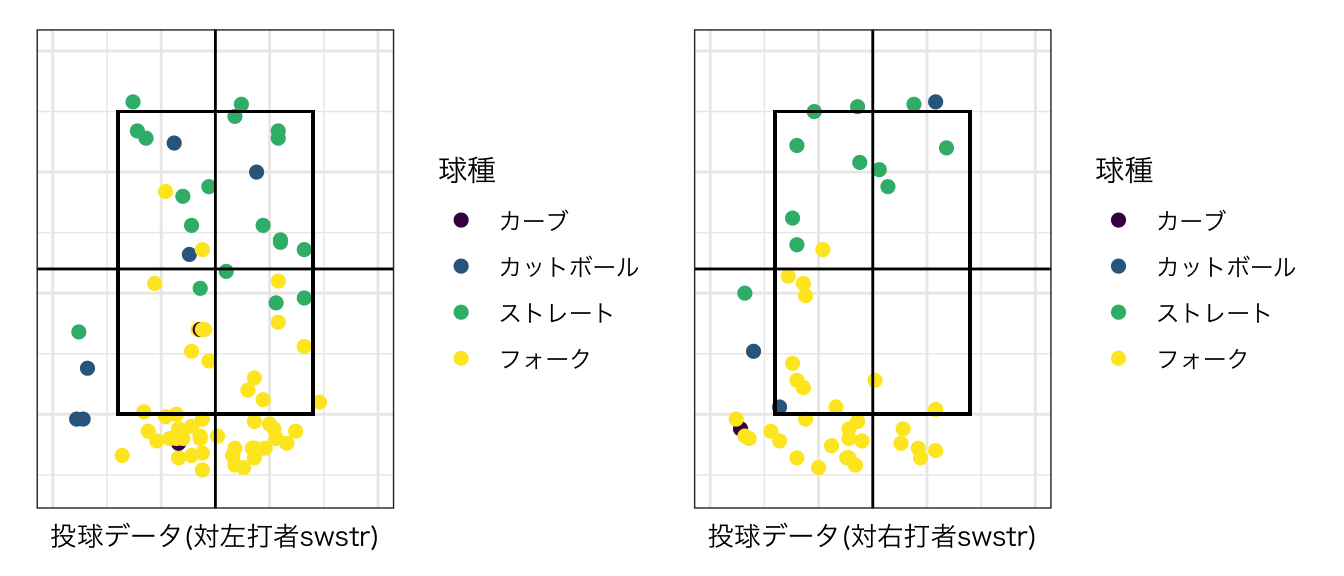 球種
カーブ
カットボール
ストレート
フォーク
投球データ(対左打者swstr)
球種
カーブ
カットボール
ストレート
フォーク
投球データ(対右打者swstr)